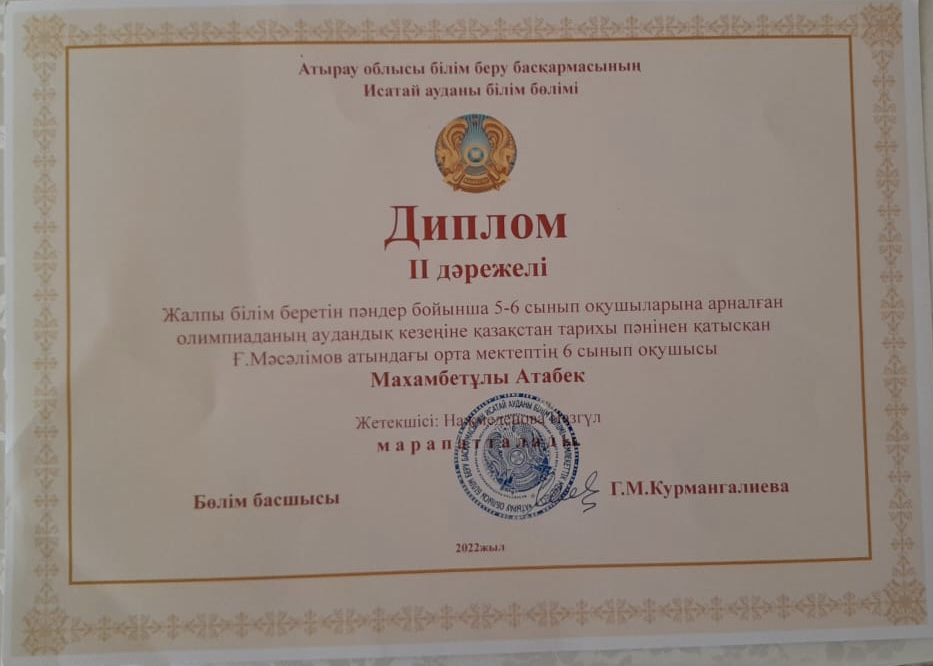 Атырау облысы білім беру басқармасының
Исатай ауданы білім бөлімі
Диплом
ІІ дәрежелі
Жалпы білім беретін пәндер бойынша 5-6 сынып оқушыларына арналған
олимпиаданың аудандық кезеңіне қазақстан тарихы пәнінен қатысқан
Ғ.Мәсәлімов атындағы орта мектептің 6 сынып оқушысы
Махамбетұлы Атабек
Жетекшісі:
марапатталады
Бөлім басшысы
Г.М.Курмангалиева
2022жыл